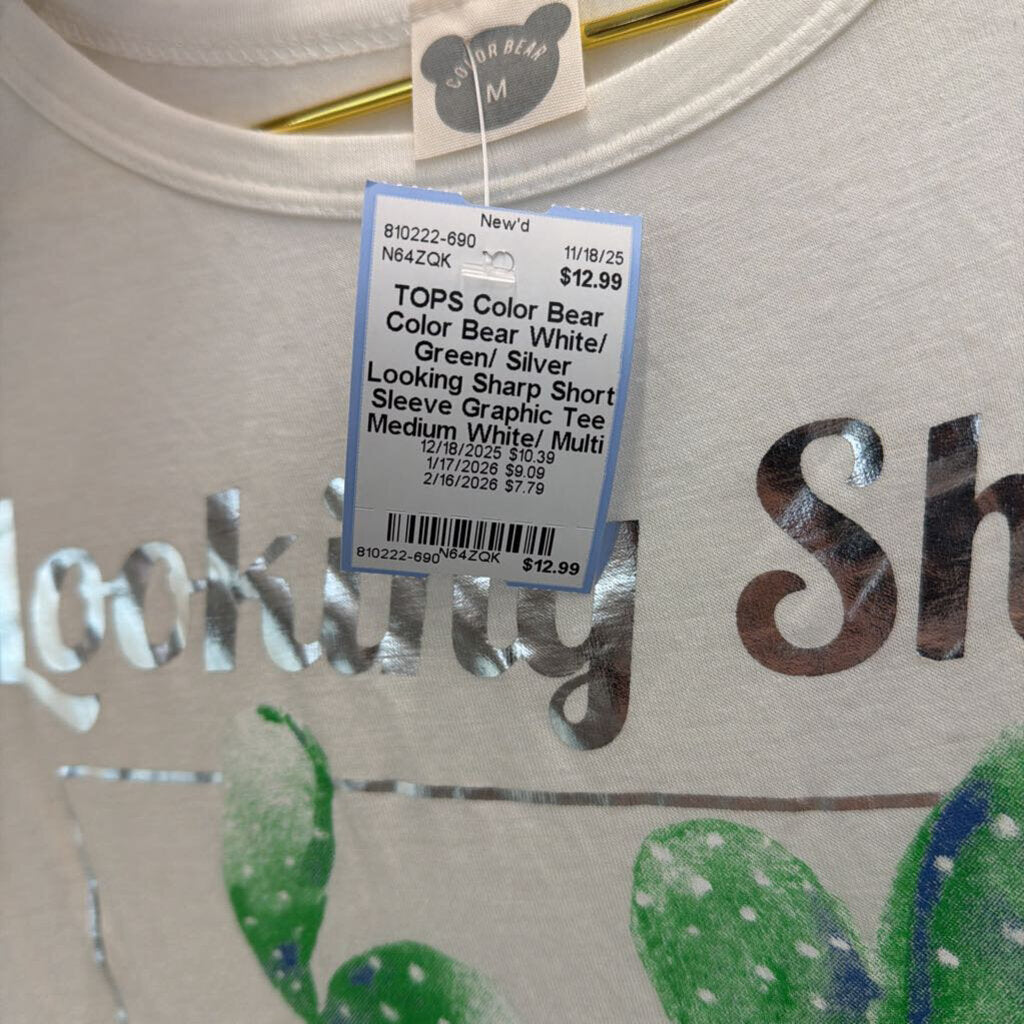 COLOR BEAR
M
New'd
810222-690
11/18/25
N64ZQK
$12.99
TOPS Color Bear
Color Bear White/
Green/ Silver
Looking Sharp Short
Sleeve Graphic Tee
Medium White/ Multi
12/18/2025 $10.39
1/17/2026 $9.09
2/16/2026 $7.79
810222-690 N64ZQK $12.99
Looking Sh